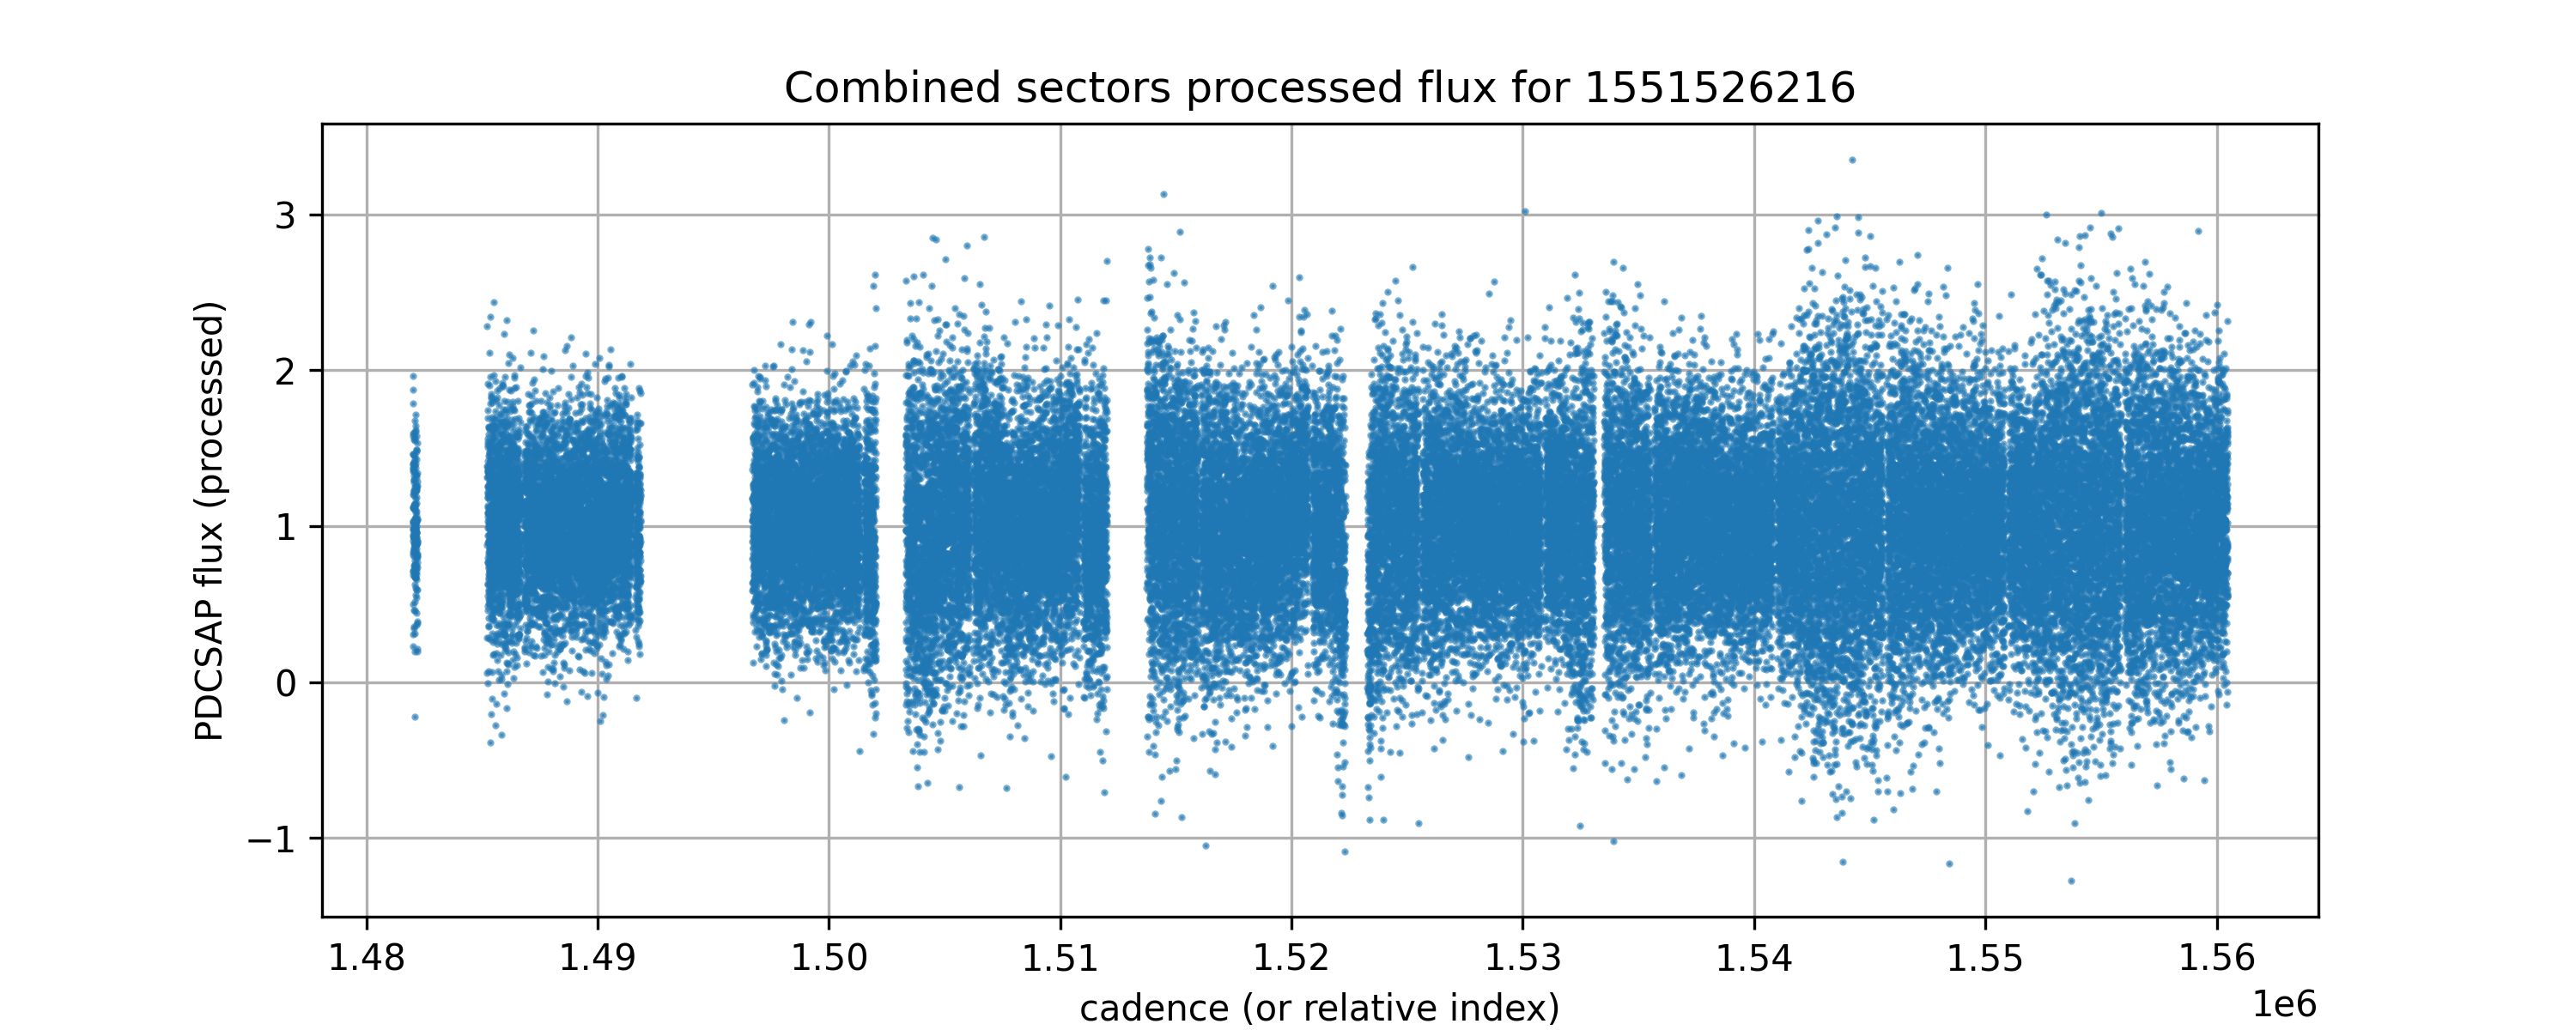 Combined sectors processed flux for 1551526216
PDCSAP flux (processed)
3
2
1
0
−1
1.48 1.49 1.50 1.51 1.52 1.53 1.54 1.55 1.56
1e6
cadence (or relative index)